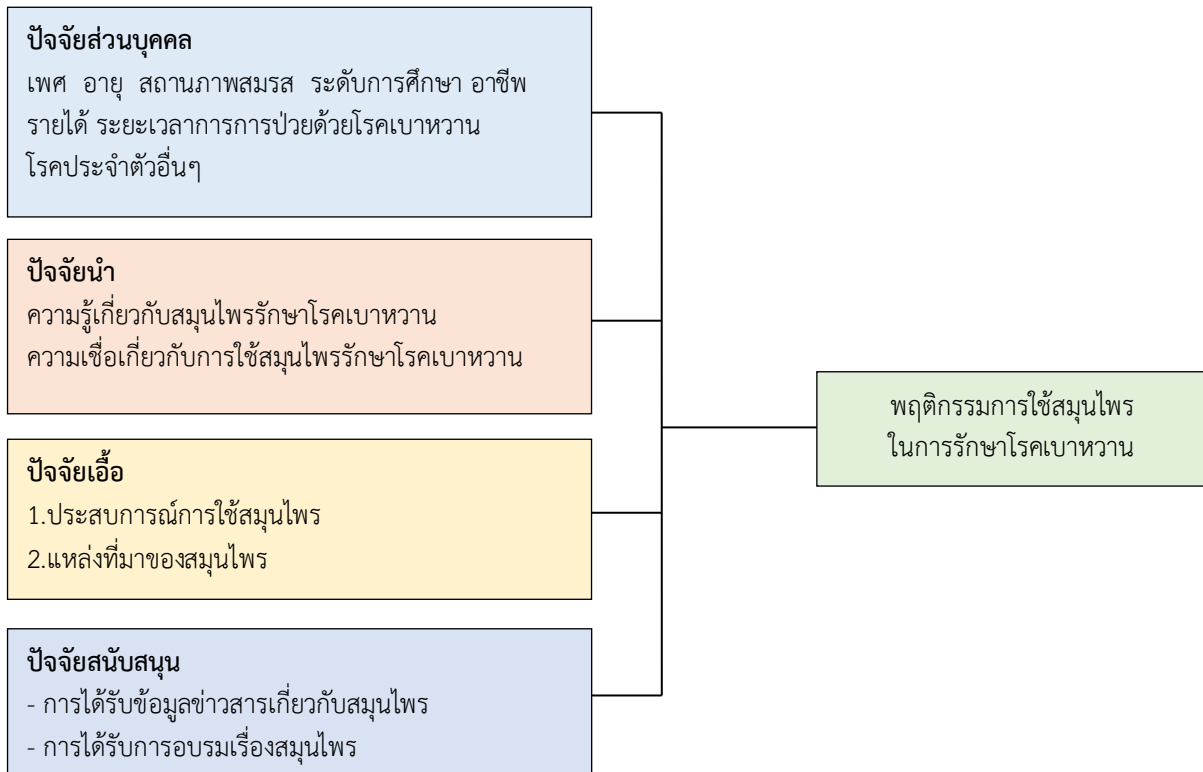 ปัจจัยส่วนบุคคล
เพศ อายุ สถานภาพสมรส ระดับการศึกษา อาชีพ
รายได้ ระยะเวลาการการป่วยด้วยโรคเบาหวาน
โรคประจำตัวอื่นๆ
ปัจจัยนำ
ความรู้เกี่ยวกับสมุนไพรรักษาโรคเบาหวาน
ความเชื่อเกี่ยวกับการใช้สมุนไพรรักษาโรคเบาหวาน
ปัจจัยเอื้อ
1.ประสบการณ์การใช้สมุนไพร
2.แหล่งที่มาของสมุนไพร
ปัจจัยสนับสนุน
- การได้รับข้อมูลข่าวสารเกี่ยวกับสมุนไพร
- การได้รับการอบรมเรื่องสมุนไพร
พฤติกรรมการใช้สมุนไพร
ในการรักษาโรคเบาหวาน